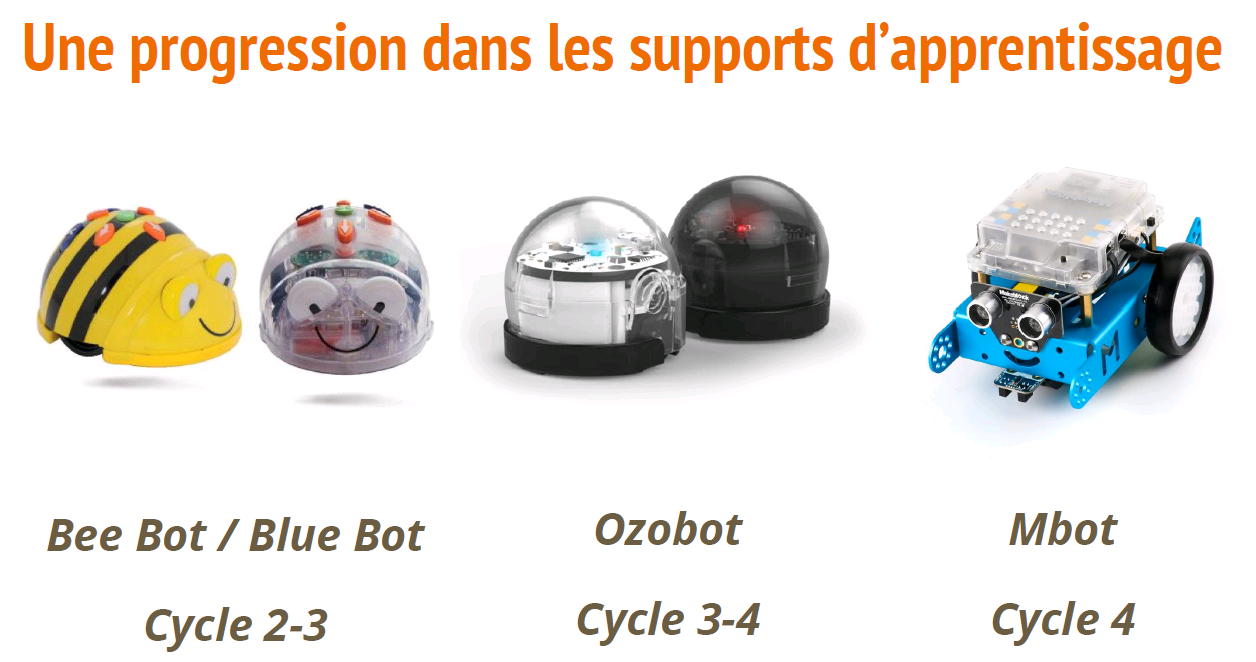 Une progression dans les supports d’apprentissage
Bee Bot / Blue Bot
Ozobot
Mbot
Cycle 2-3
Cycle 3-4
Cycle 4
M